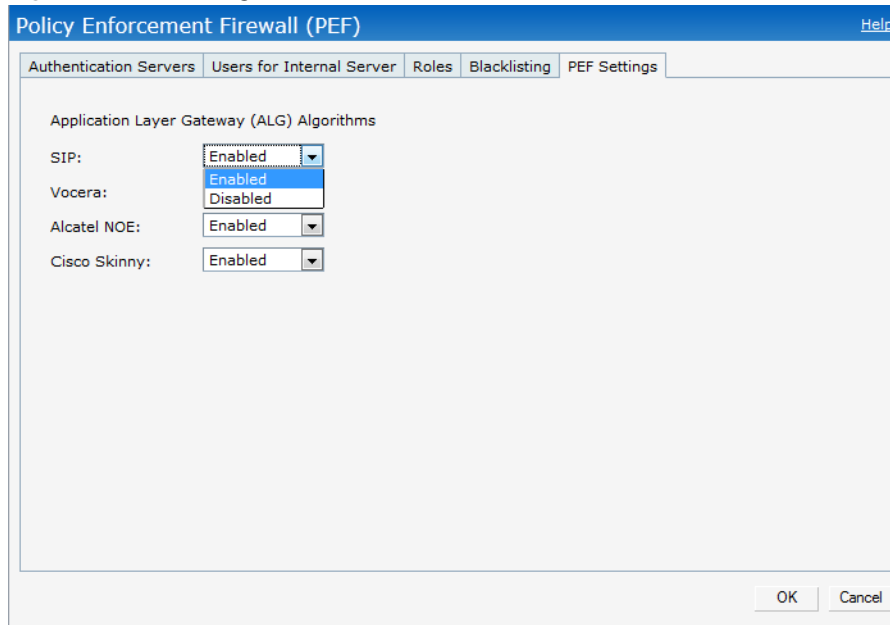 Policy Enforcement Firewall (PEF) Help
Authentication Servers Users for Internal Server Roles Blacklisting PEF Settings
Application Layer Gateway (ALG) Algorithms
SIP: Enabled
Enabled
Vocera:
Disabled
Alcatel NOE: Enabled
Cisco Skinny: Enabled
OK Cancel